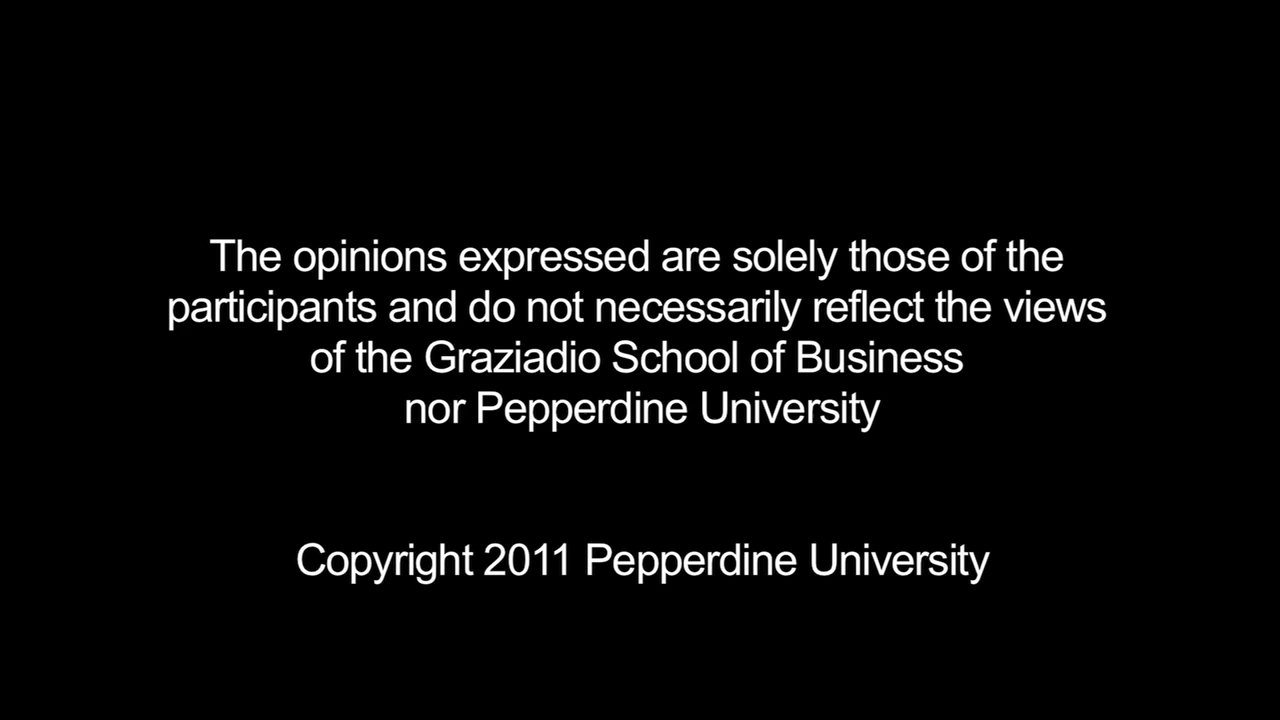 The opinions expressed are solely those of the
participants and do not necessarily reflect the views
of the Graziadio School of Business
nor Pepperdine University
Copyright 2011 Pepperdine University